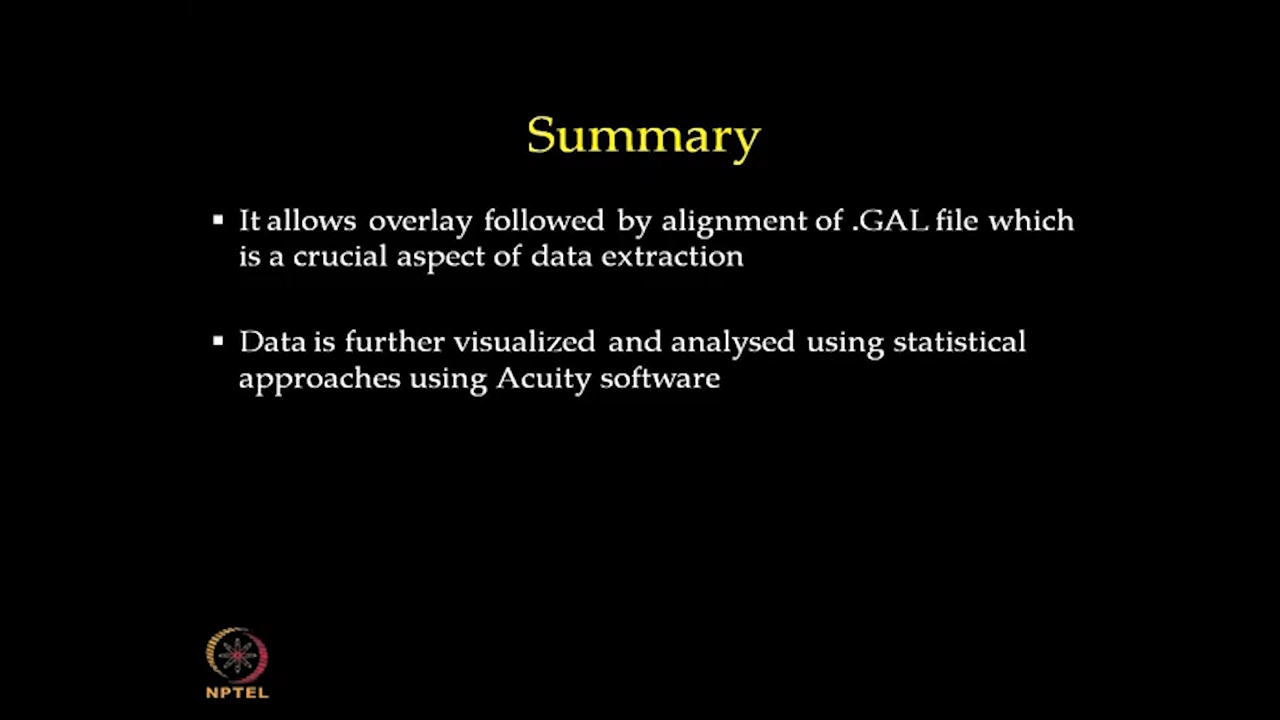 Summary
▪ It allows overlay followed by alignment of .GAL file which
is a crucial aspect of data extraction
▪ Data is further visualized and analysed using statistical
approaches using Acuity software
NPTEL